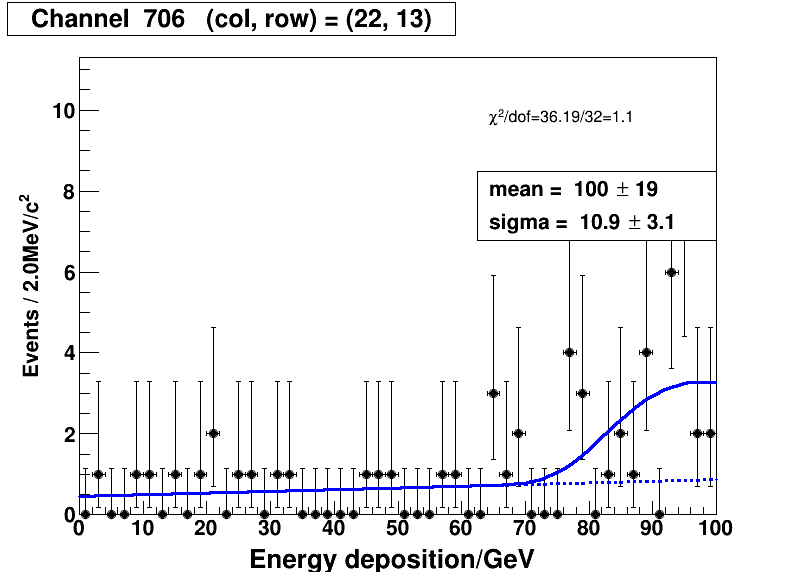 Channel 706 (col, row) = (22, 13)
χ²/dof=36.19/32=1.1
mean = 100 ± 19
sigma = 10.9 ± 3.1
Events / 2.0MeV/c²
10
8
6
4
2
0
0 10 20 30 40 50 60 70 80 90 100
Energy deposition/GeV